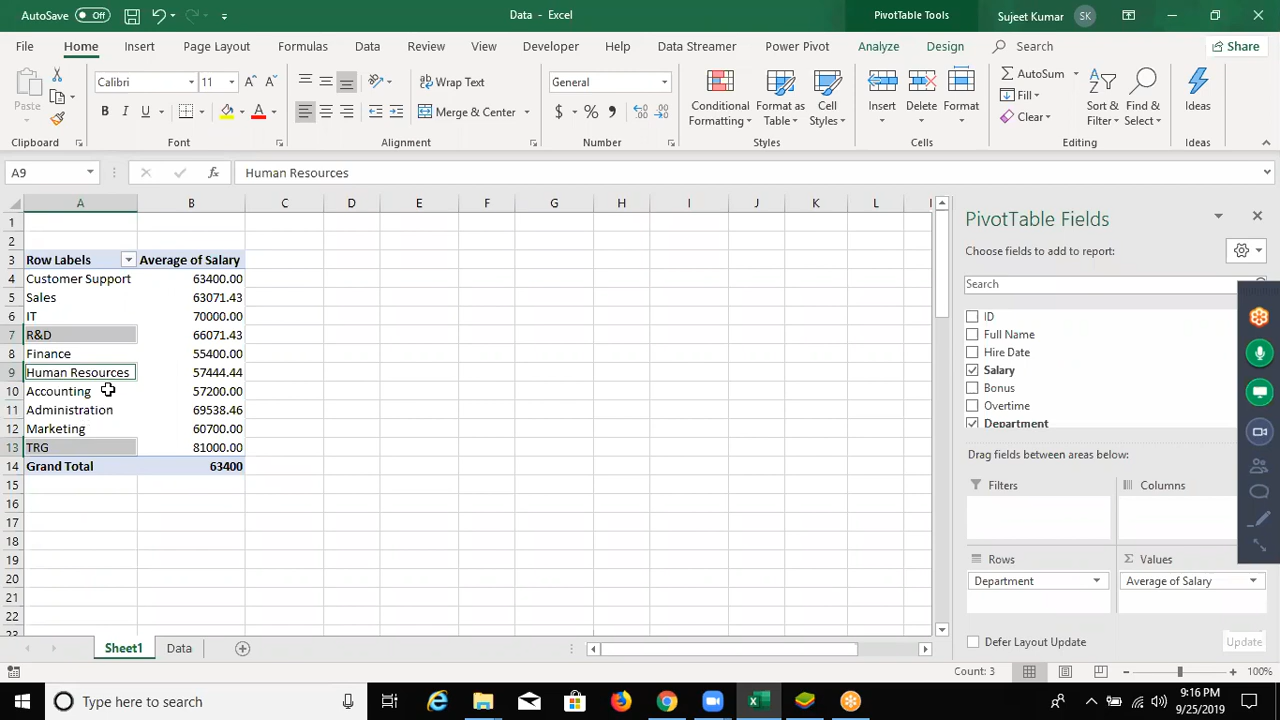 AutoSave Off Data - Excel PivotTable Tools Sujeet Kumar SK
File Home Insert Page Layout Formulas Data Review View Developer Help Data Streamer Power Pivot Analyze Design Search Share
Paste Calibri 11 Wrap Text General Conditional Formatting Format as Table Cell Styles Insert Delete Format AutoSum Sort & Filter Find & Select Ideas
B I U Merge & Center $ % Fill
Clear
Clipboard Font Alignment Number Styles Cells Editing Ideas
A9 Human Resources
A B C D E F G H I J K L
1
2
3 Row Labels Average of Salary
4 Customer Support 63400.00
5 Sales 63071.43
6 IT 70000.00
7 R&D 66071.43
8 Finance 55400.00
9 Human Resources 57444.44
10 Accounting 57200.00
11 Administration 69538.46
12 Marketing 60700.00
13 TRG 81000.00
14 Grand Total 63400
15
16
17
18
19
20
21
22
PivotTable Fields
Choose fields to add to report:
Search
ID
Full Name
Hire Date
Salary
Bonus
Overtime
Department
Drag fields between areas below:
Filters Columns
Rows Values
Department Average of Salary
Defer Layout Update Update
Sheet1 Data
Count: 3 100%
Type here to search
9:16 PM
9/25/2019